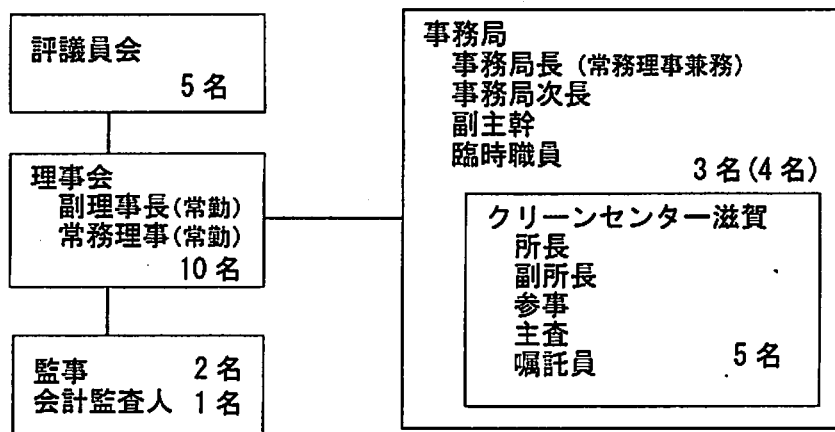 評議員会
5名
理事会
副理事長(常勤)
常務理事(常勤)
10名
監事 2名
会計監査人 1名
事務局
事務局長(常務理事兼務)
事務局次長
副主幹
臨時職員
3名(4名)
クリーンセンター滋賀
所長
副所長
参事
主査
嘱託員 5名